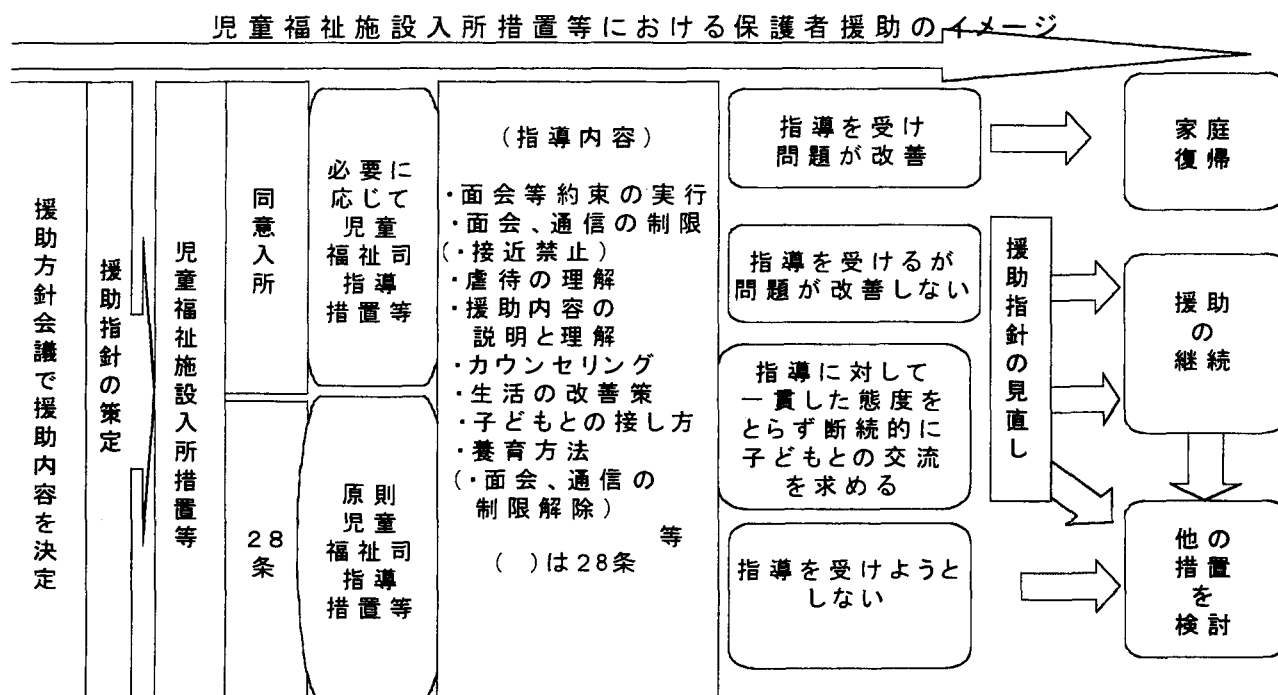 児童福祉施設入所措置等における保護者援助のイメージ
援助方針会議で援助内容を決定
援助指針の策定
児童福祉施設入所措置等
同意入所
28
条
必要に
応じて
児童
福祉司
指導
措置等
原則
児童
福祉司
指導
措置等
(指導内容)
・面会等約束の実行
・面会、通信の制限
(・接近禁止)
・虐待の理解
・援助内容の
説明と理解
・カウンセリング
・生活の改善策
・子どもとの接し方
・養育方法
(・面会、通信の
制限解除)
等
( )は28条
指導を受け
問題が改善
指導を受けるが
問題が改善しない
指導に対して
一貫した態度を
とらず断続的に
子どもとの交流
を求める
指導を受けようと
しない
援助指針の見直し
家庭
復帰
援助
の
継続
他の
措置
を
検討